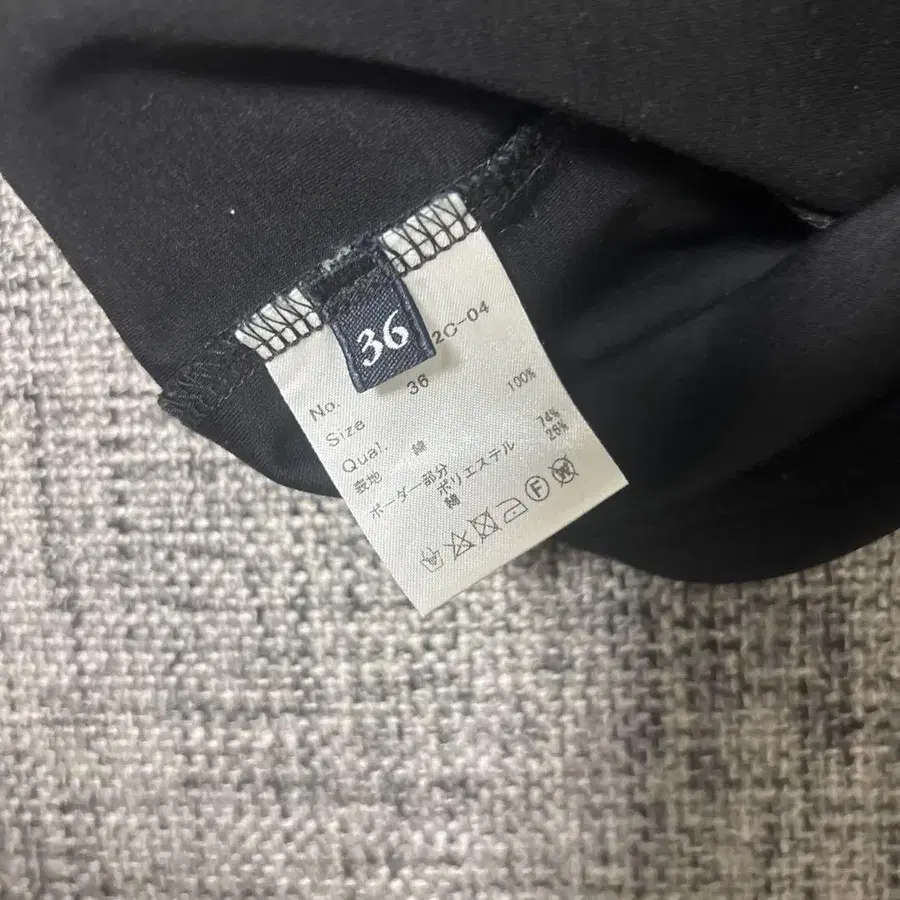 36
No. 2C-04
Size 36
Qual.
表地 綿 100%
ボーダー部分 ポリエステル 74%
綿 26%
F
W